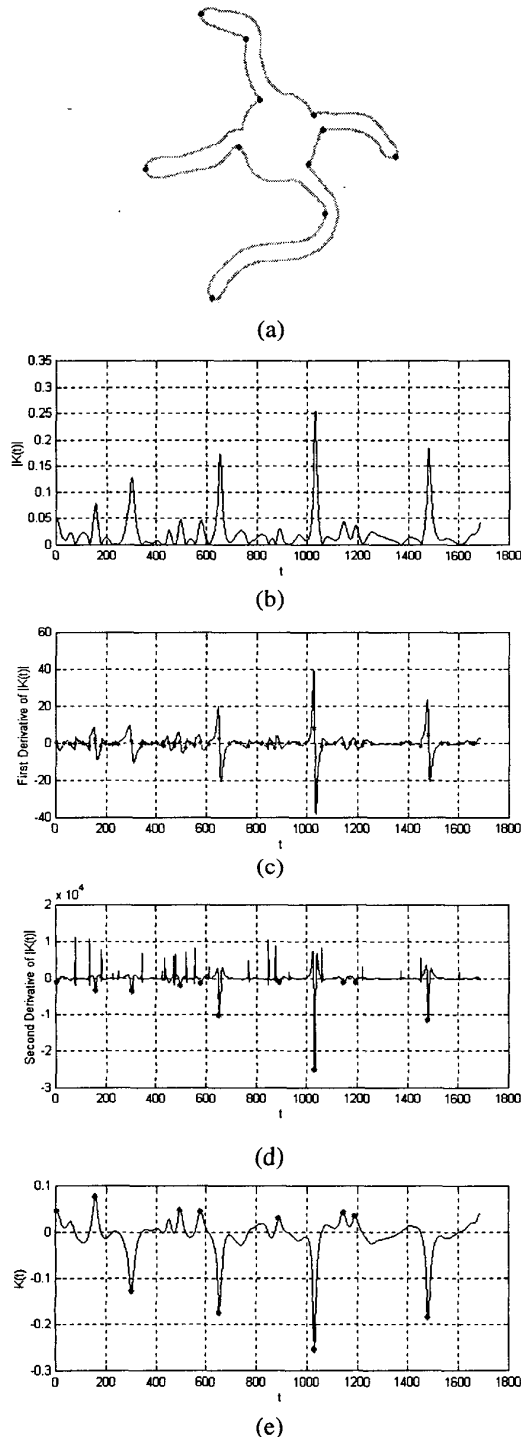 (a)
0.35
0.3
0.25
0.2
0.15
0.1
0.05
0
|K(t)|
0 200 400 600 800 1000 1200 1400 1600 1800
t
(b)
60
40
20
0
-20
-40
First Derivative of |K(t)|
0 200 400 600 800 1000 1200 1400 1600 1800
t
(c)
x 10^4
2
1
0
-1
-2
-3
Second Derivative of |K(t)|
0 200 400 600 800 1000 1200 1400 1600 1800
t
(d)
0.1
0
-0.1
-0.2
-0.3
K(t)
0 200 400 600 800 1000 1200 1400 1600 1800
t
(e)